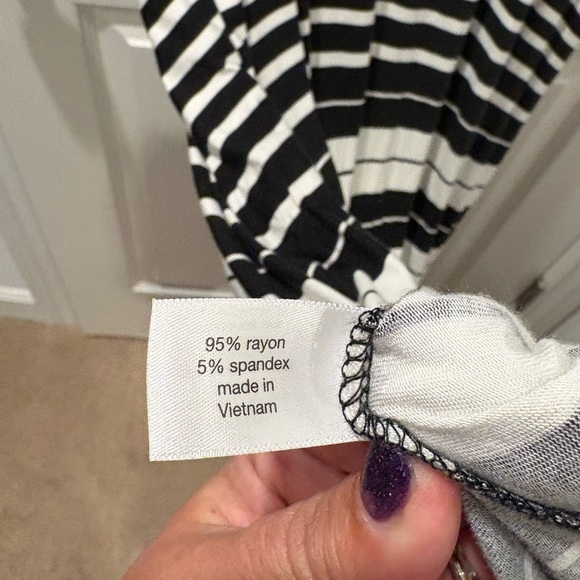 95% rayon
5% spandex
made in
Vietnam